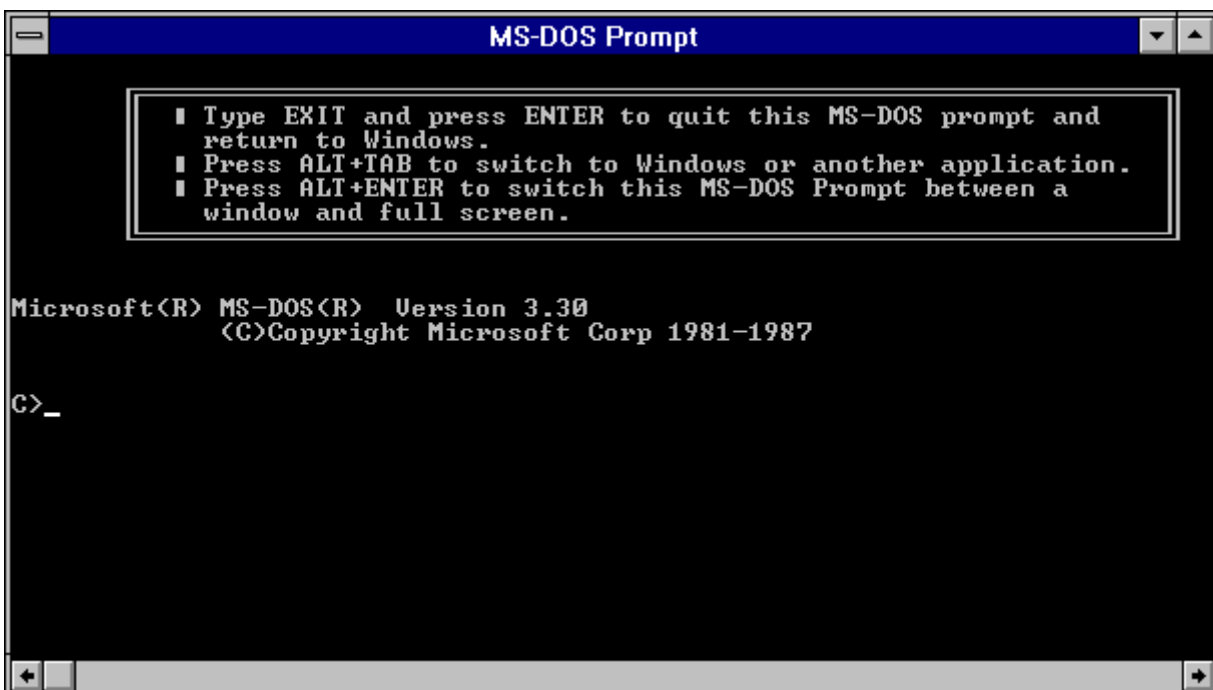 MS-DOS Prompt
Type EXIT and press ENTER to quit this MS-DOS prompt and
return to Windows.
Press ALT+TAB to switch to Windows or another application.
Press ALT+ENTER to switch this MS-DOS Prompt between a
window and full screen.
Microsoft(R) MS-DOS(R)  Version 3.30
(C)Copyright Microsoft Corp 1981-1987
C>_